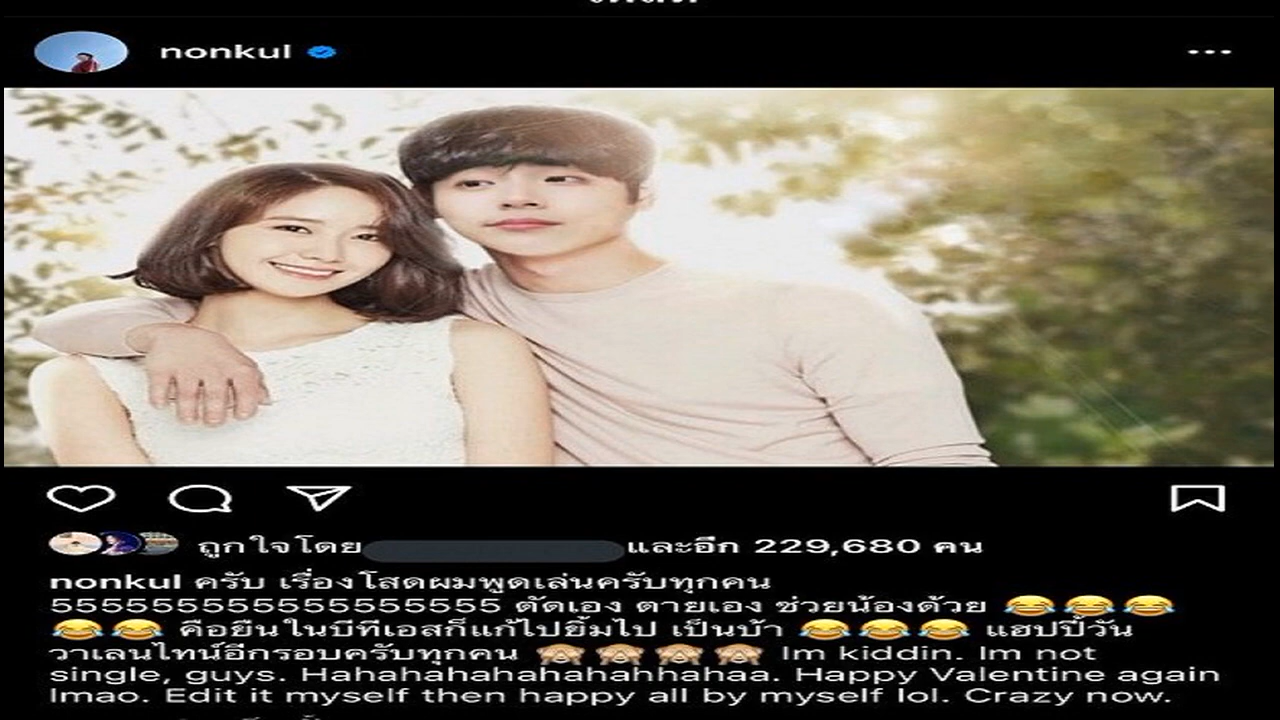 nonkul
ถูกใจโดย และอีก 229,680 คน
nonkul ครับ เรื่องโสดผมพูดเล่นครับทุกคน
5555555555555555555 ตัดเอง ตายเอง ช่วยน้องด้วย 😂😂😂
😂😂 คือยืนในบีทีเอสก็แก้ไปยิ้มไป เป็นบ้า 😂😂😂 แฮปปี้วัน
วาเลนไทน์อีกรอบครับทุกคน 🙈🙈🙈🙈 Im kiddin. Im not
single, guys. Hahahahahahahahhahaa. Happy Valentine again
lmao. Edit it myself then happy all by myself lol. Crazy now.